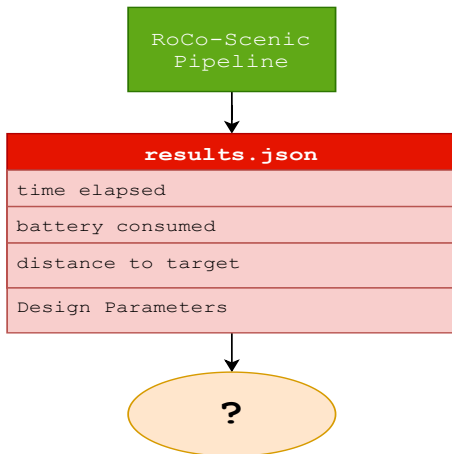 RoCo-Scenic
Pipeline
results.json
time elapsed
battery consumed
distance to target
Design Parameters
?